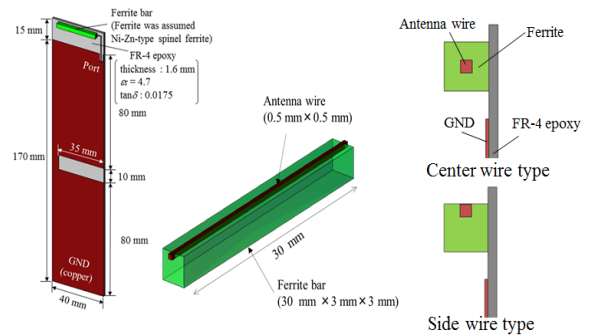 Ferrite bar
(Ferrite was assumed
Ni-Zn-type spinel ferrite)
15 mm
FR-4 epoxy
Port
thickness : 1.6 mm
εr = 4.7
tanδ : 0.0175
80 mm
35 mm
170 mm
10 mm
80 mm
GND
(copper)
40 mm
Antenna wire
(0.5 mm×0.5 mm)
30 mm
Ferrite bar
(30 mm ×3 mm×3 mm)
Antenna wire
Ferrite
GND
FR-4 epoxy
Center wire type
Side wire type